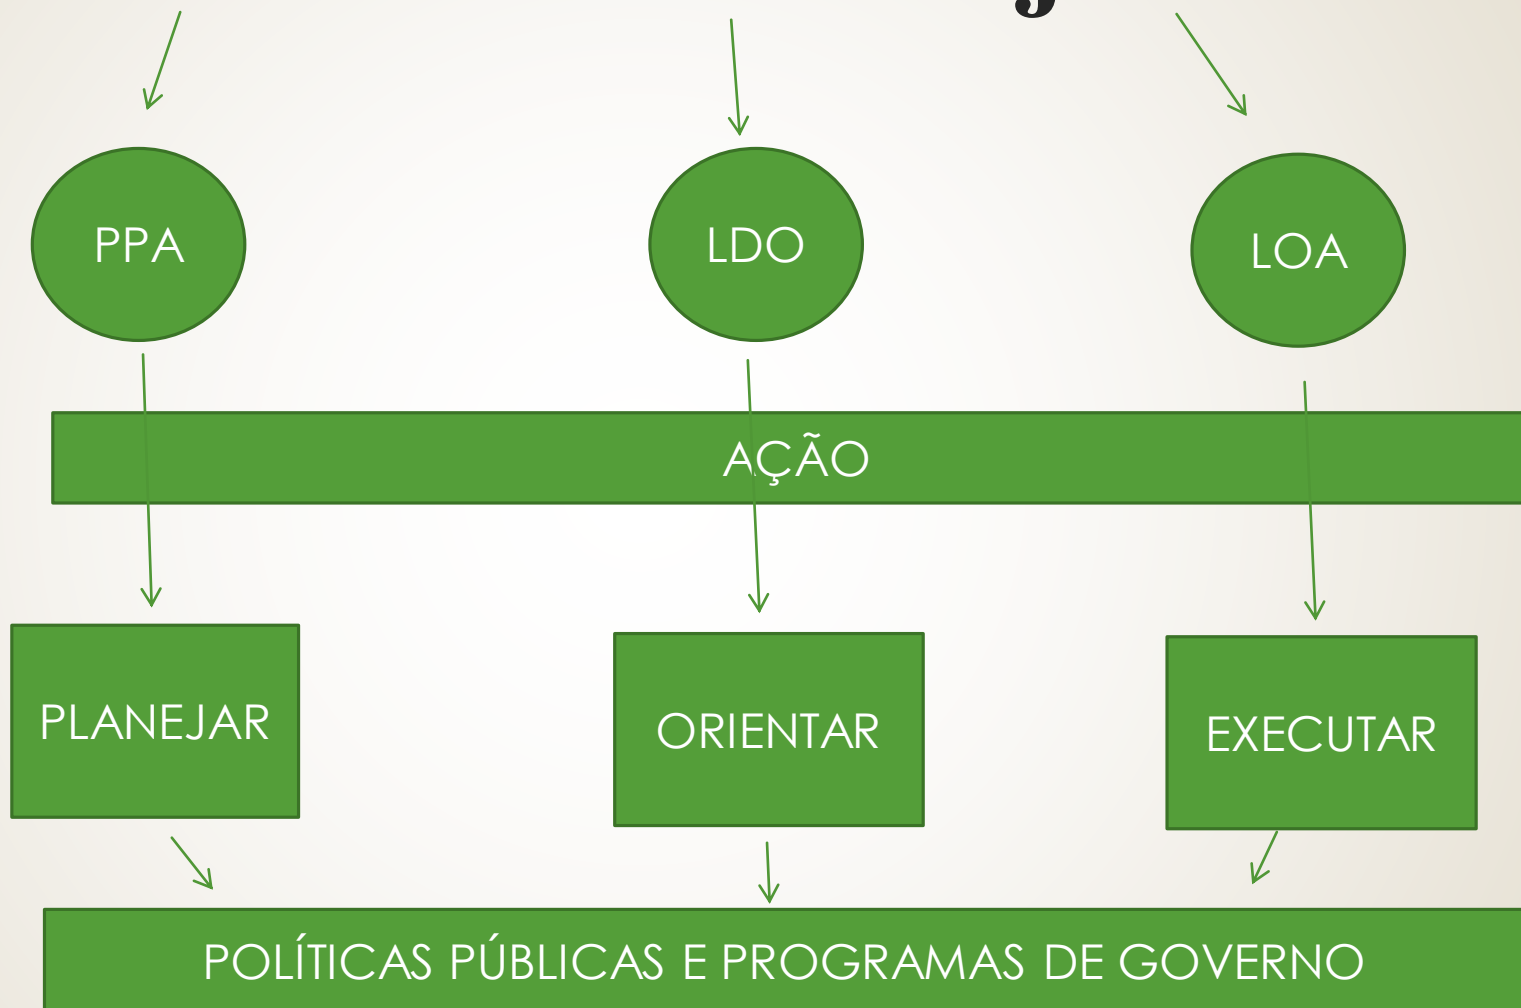 PPA
LDO
LOA
AÇÃO
PLANEJAR
ORIENTAR
EXECUTAR
POLÍTICAS PÚBLICAS E PROGRAMAS DE GOVERNO